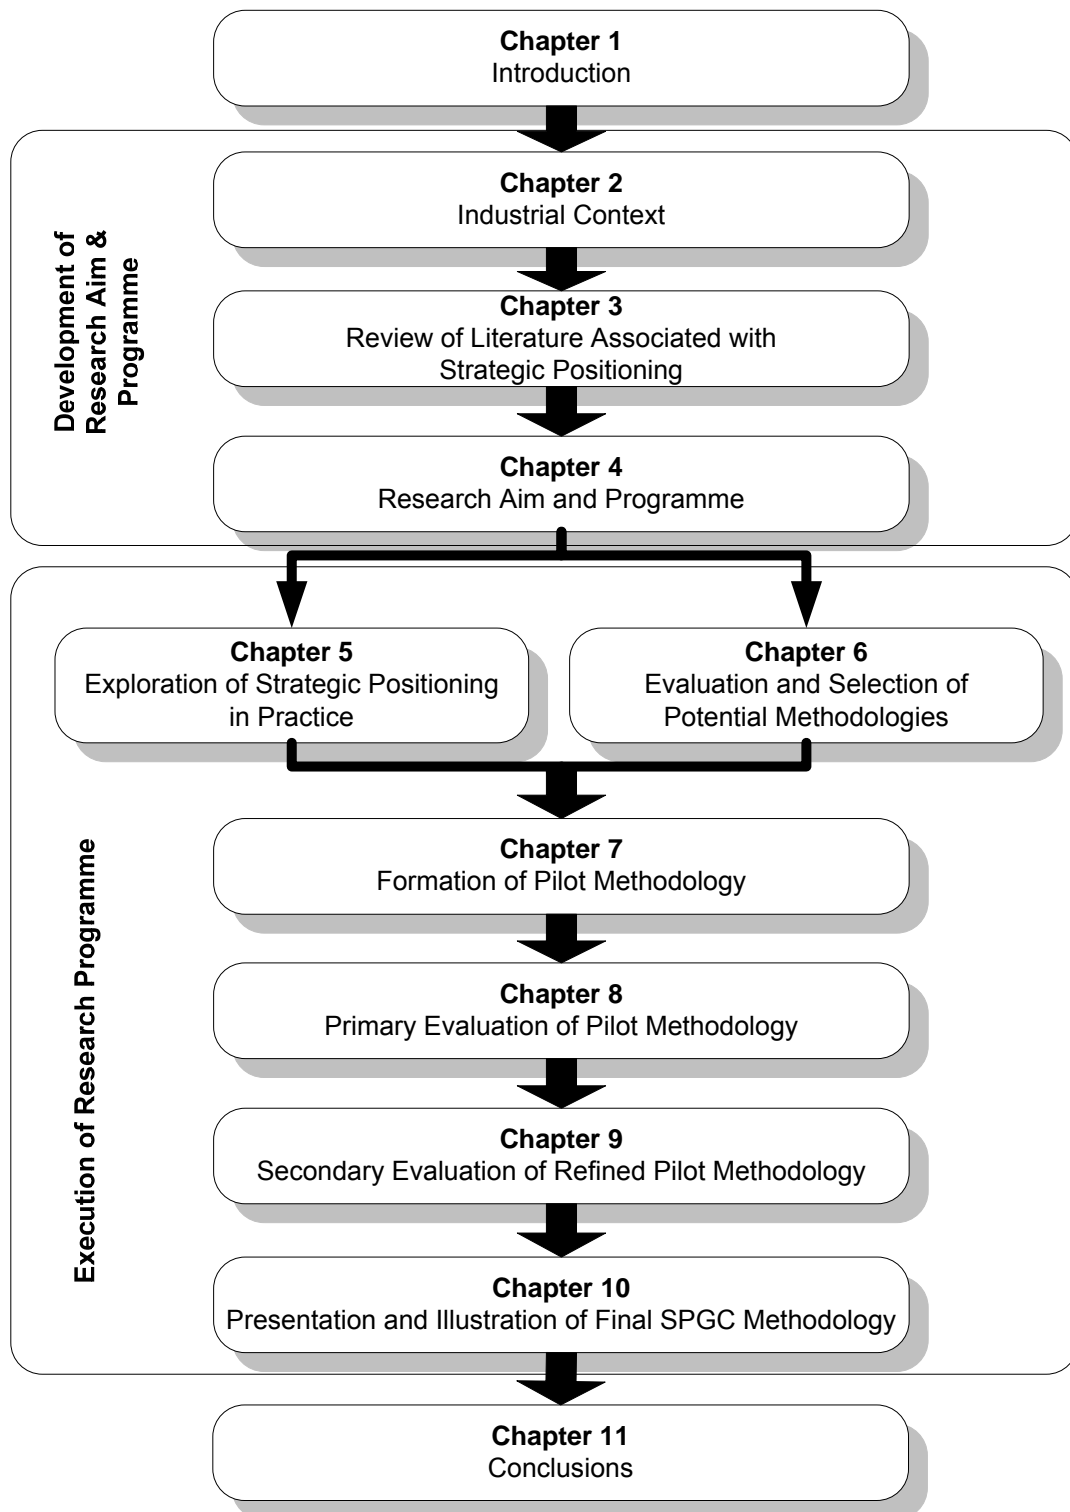 Chapter 1
Introduction
Development of
Research Aim &
Programme
Chapter 2
Industrial Context
Chapter 3
Review of Literature Associated with
Strategic Positioning
Chapter 4
Research Aim and Programme
Execution of Research Programme
Chapter 5
Exploration of Strategic Positioning
in Practice
Chapter 6
Evaluation and Selection of
Potential Methodologies
Chapter 7
Formation of Pilot Methodology
Chapter 8
Primary Evaluation of Pilot Methodology
Chapter 9
Secondary Evaluation of Refined Pilot Methodology
Chapter 10
Presentation and Illustration of Final SPGC Methodology
Chapter 11
Conclusions